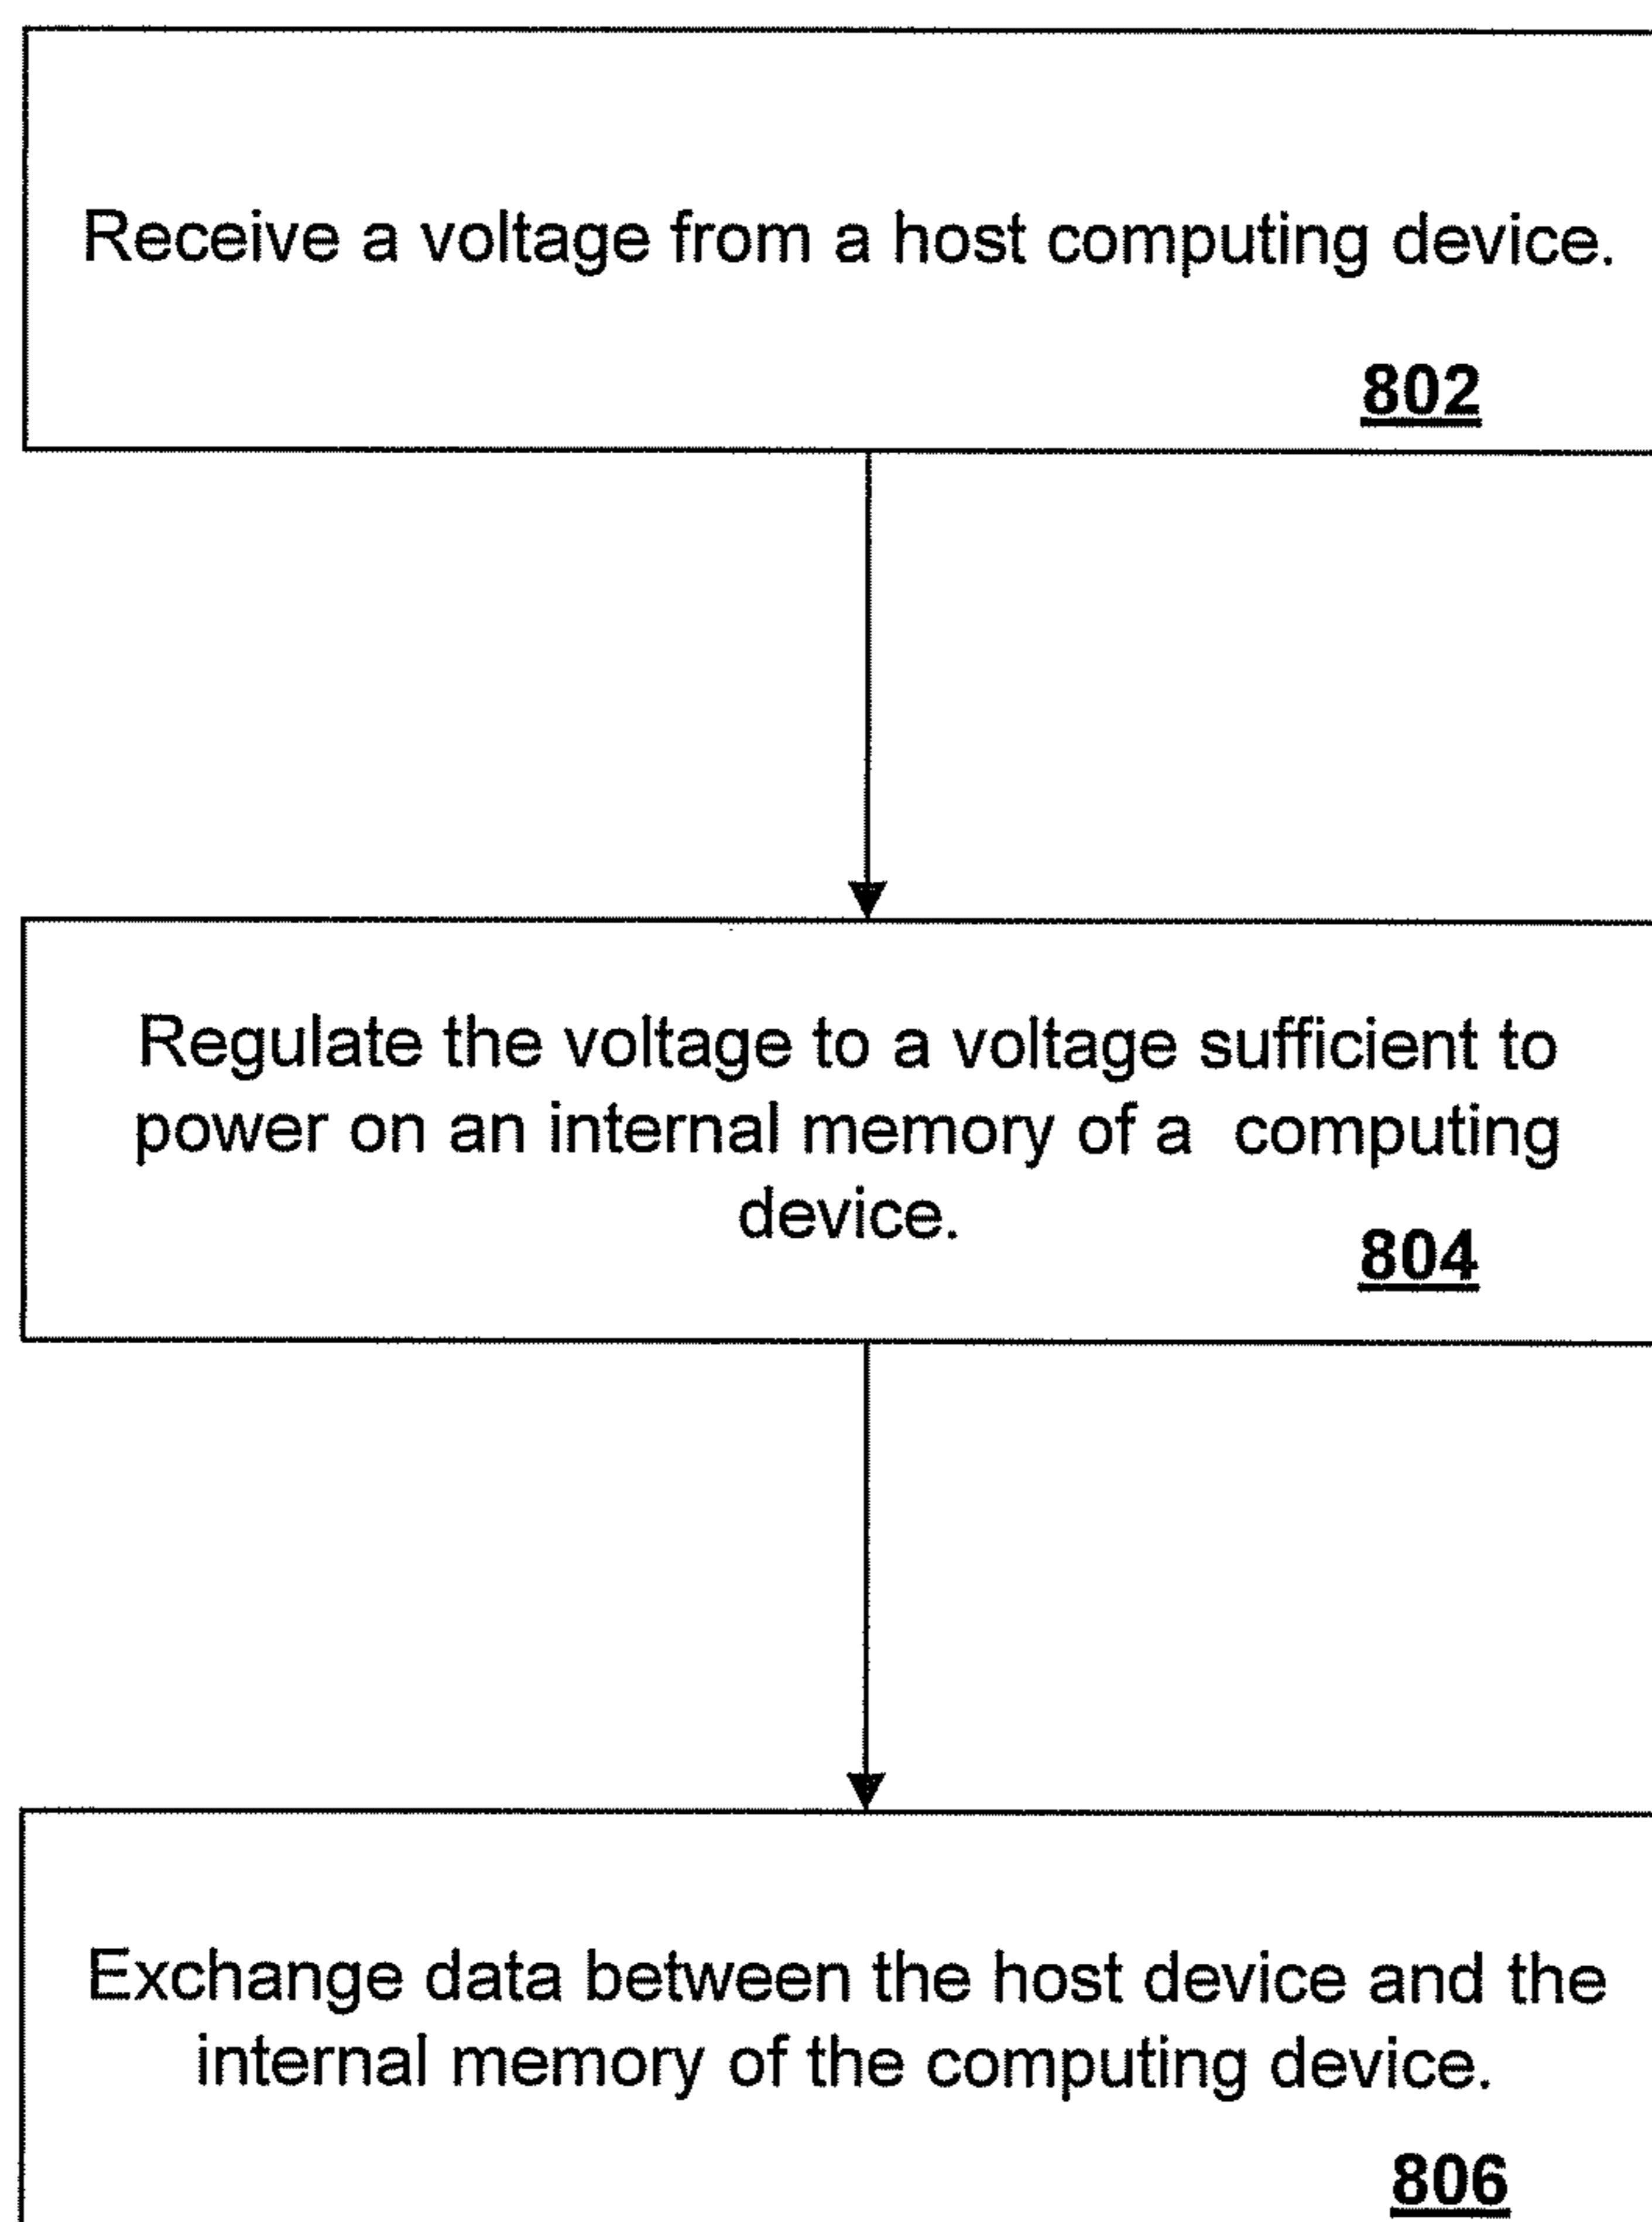 Receive a voltage from a host computing device.
802
Regulate the voltage to a voltage sufficient to
power on an internal memory of a  computing
device.
804
Exchange data between the host device and the
internal memory of the computing device.
806